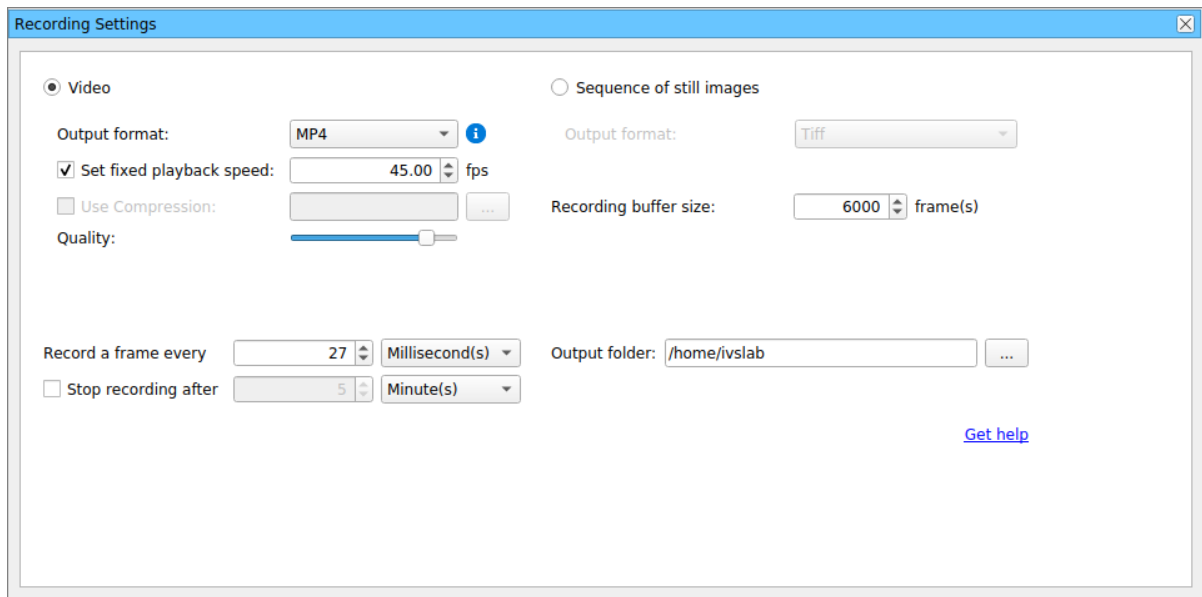 Recording Settings
Video
Sequence of still images
Output format: MP4
Output format: Tiff
Set fixed playback speed: 45.00 fps
Use Compression: ...
Recording buffer size: 6000 frame(s)
Quality:
Record a frame every 27 Millisecond(s)
Output folder: /home/ivslab ...
Stop recording after 5 Minute(s)
Get help